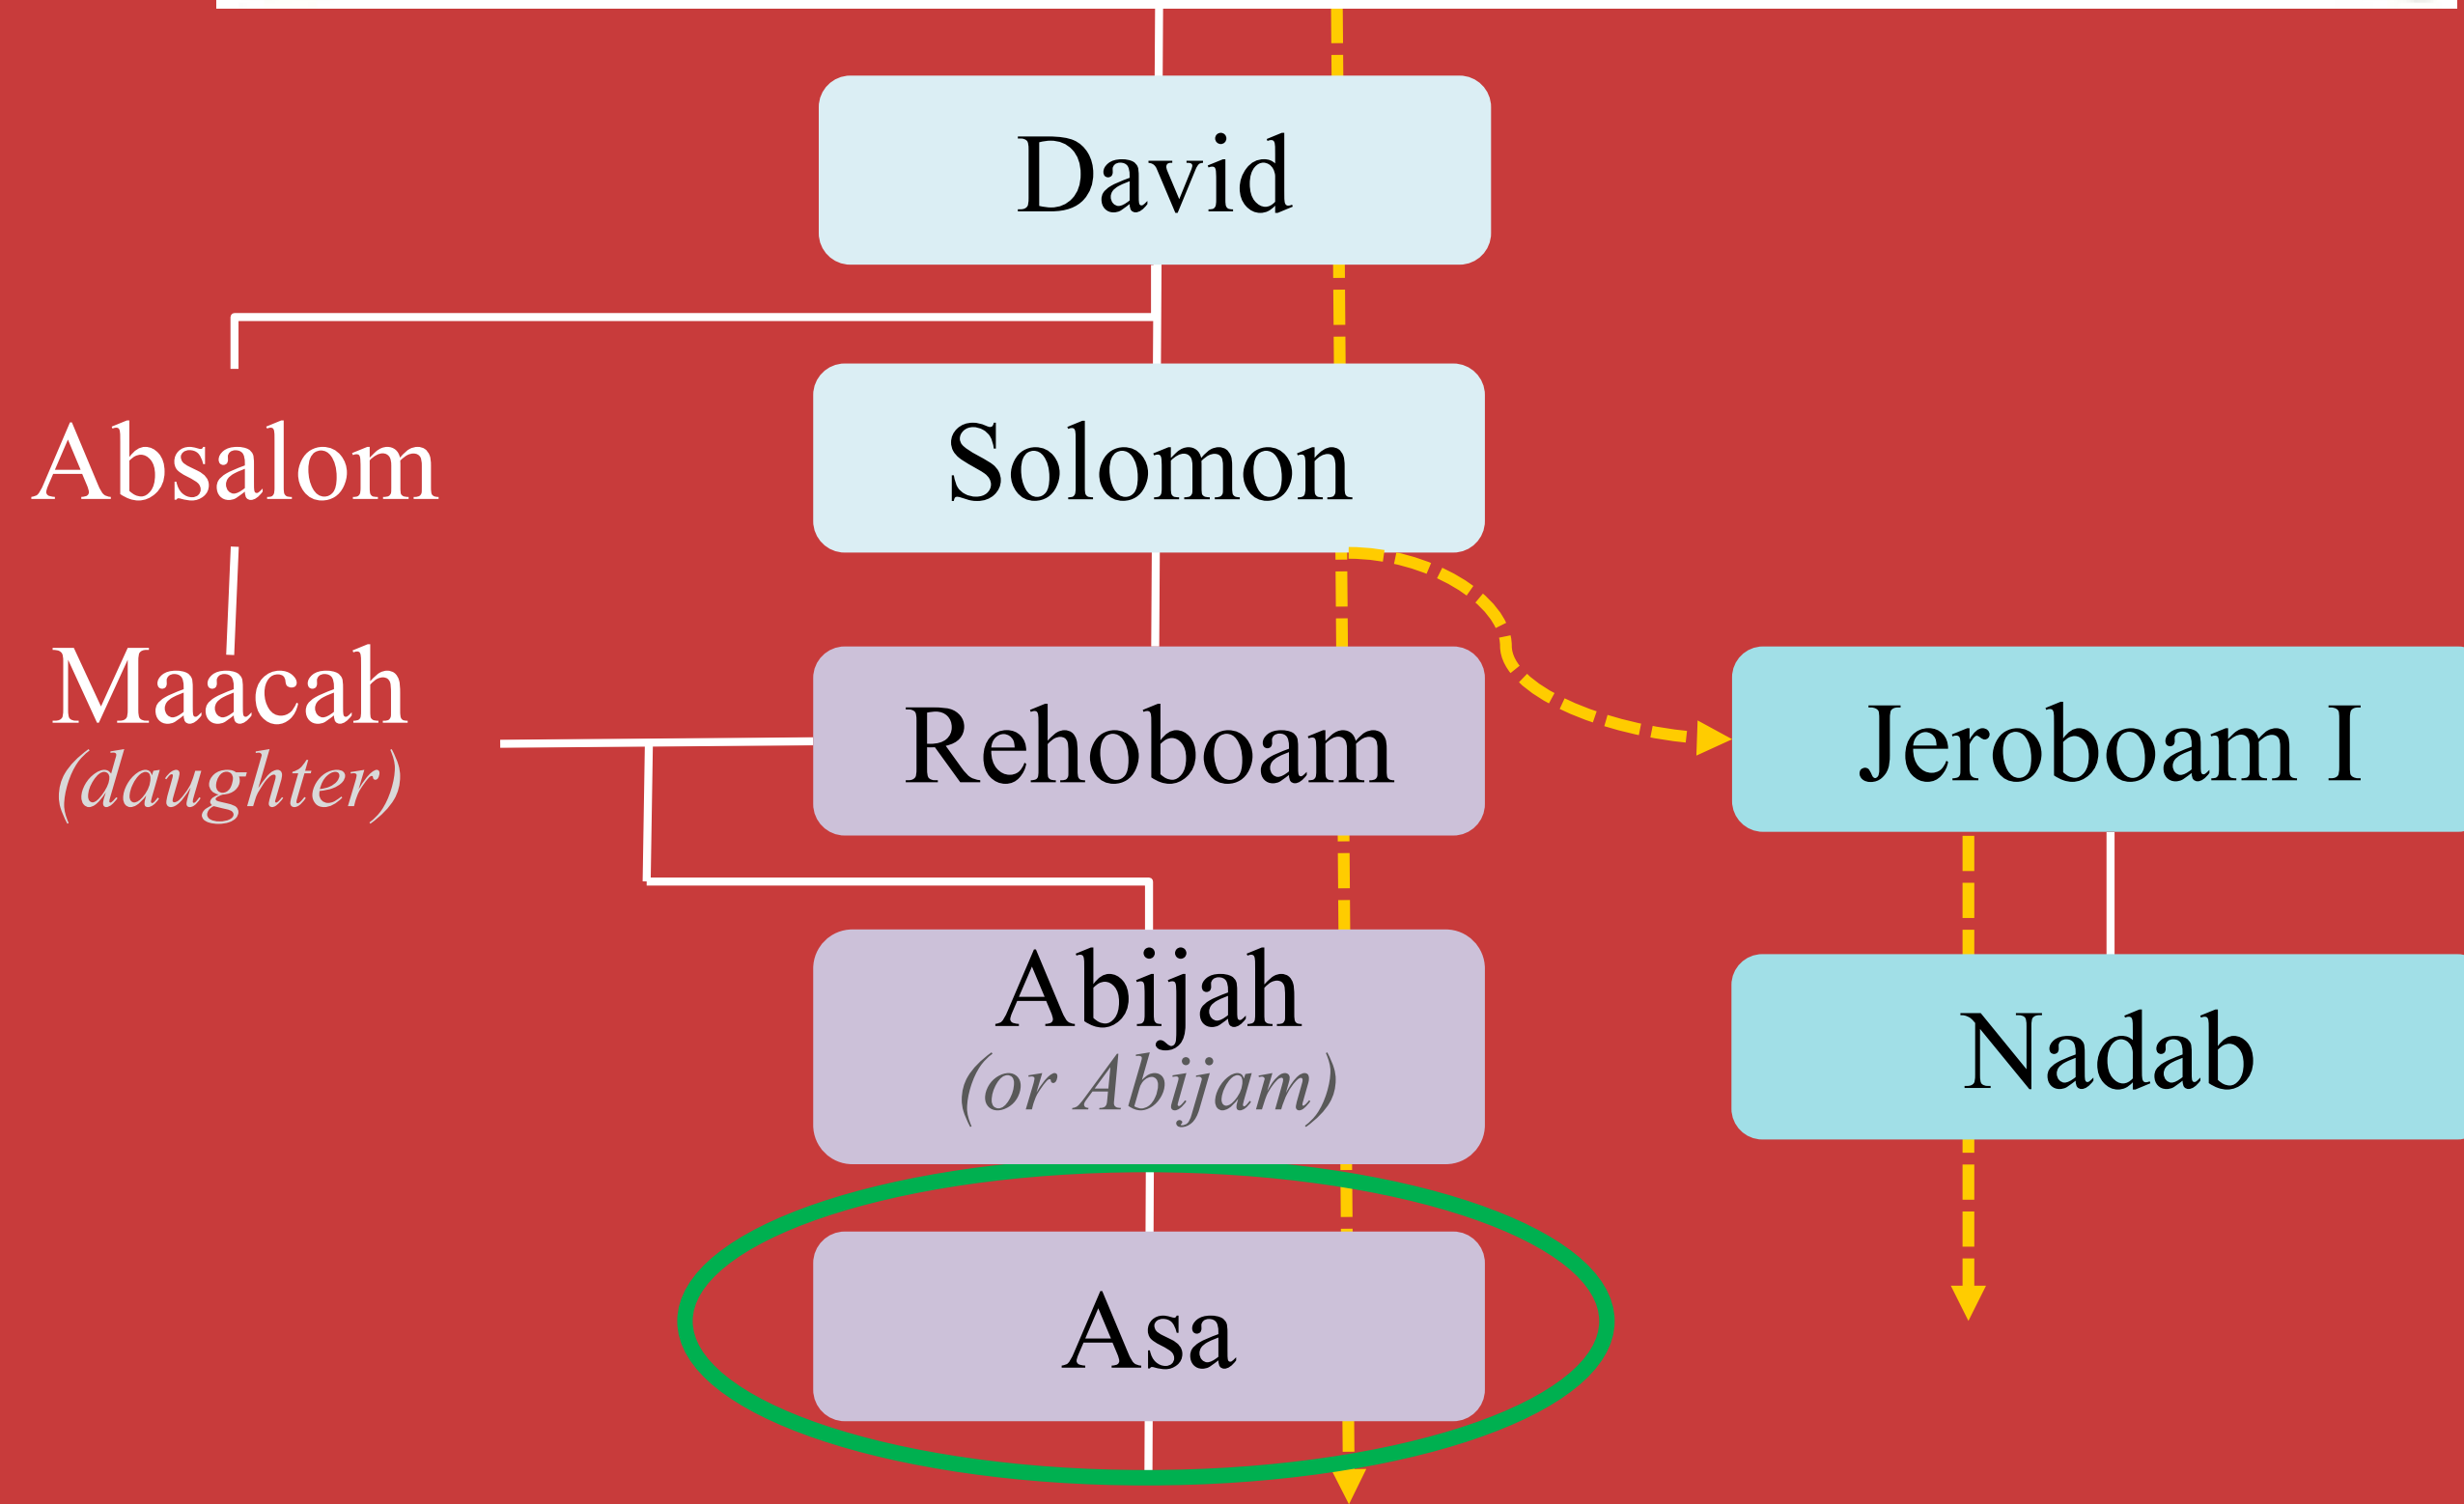 David
Absalom
Solomon
Maacah
(daughter)
Rehoboam
Jeroboam I
Abijah
(or Abijam)
Nadab
Asa